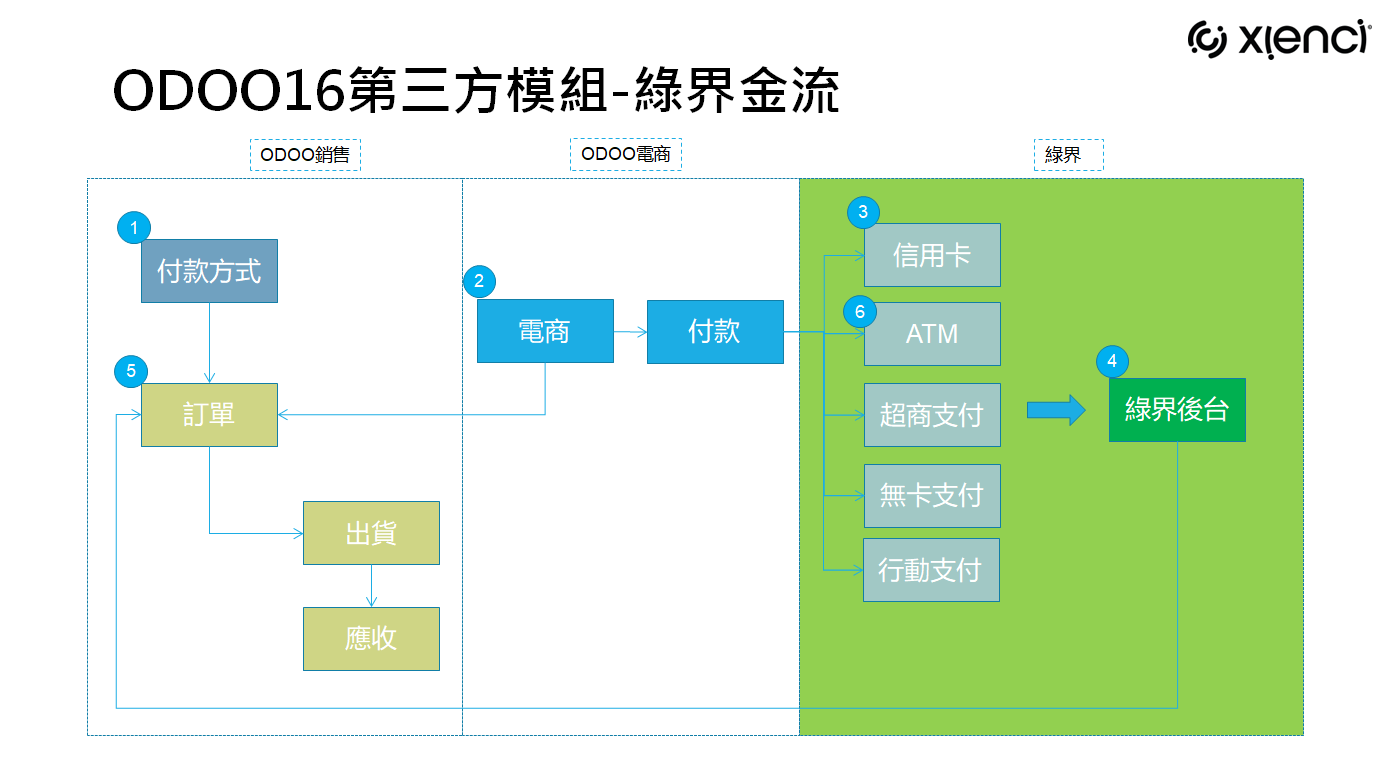 xienci
ODOO16第三方模組-綠界金流
ODOO銷售
ODOO電商
綠界
1
付款方式
5
訂單
出貨
應收
2
電商
付款
3
信用卡
6
ATM
超商支付
無卡支付
行動支付
4
綠界後台